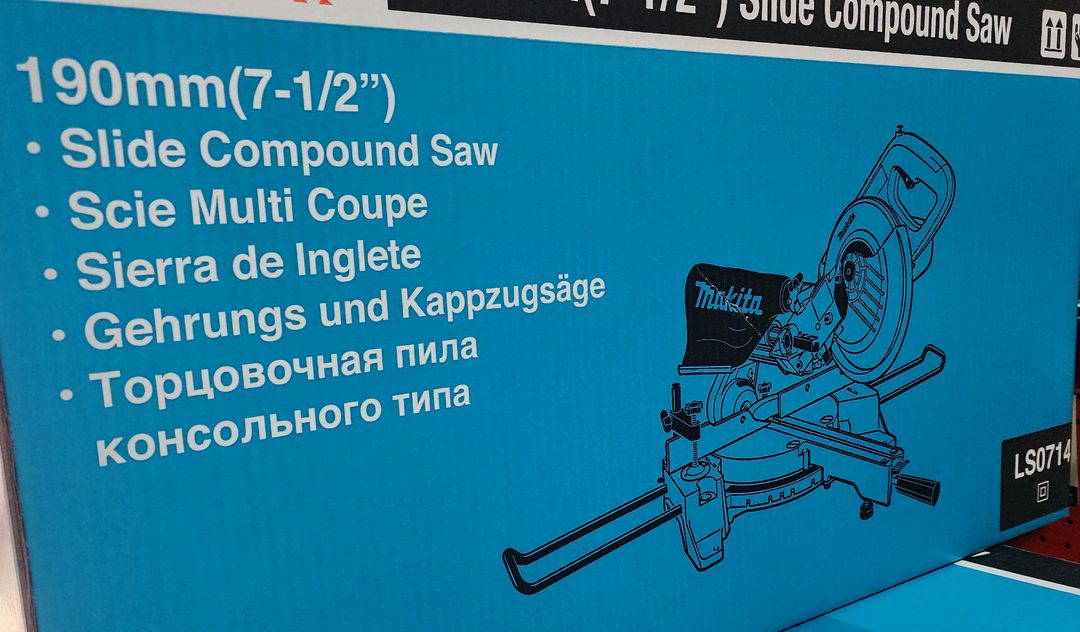 Slide Compound Saw
190mm(7-1/2”)
• Slide Compound Saw
• Scie Multi Coupe
• Sierra de Inglete
• Gehrungs und Kappzugsäge
• Торцовочная пила
консольного типа
Makita
Makita
LS0714